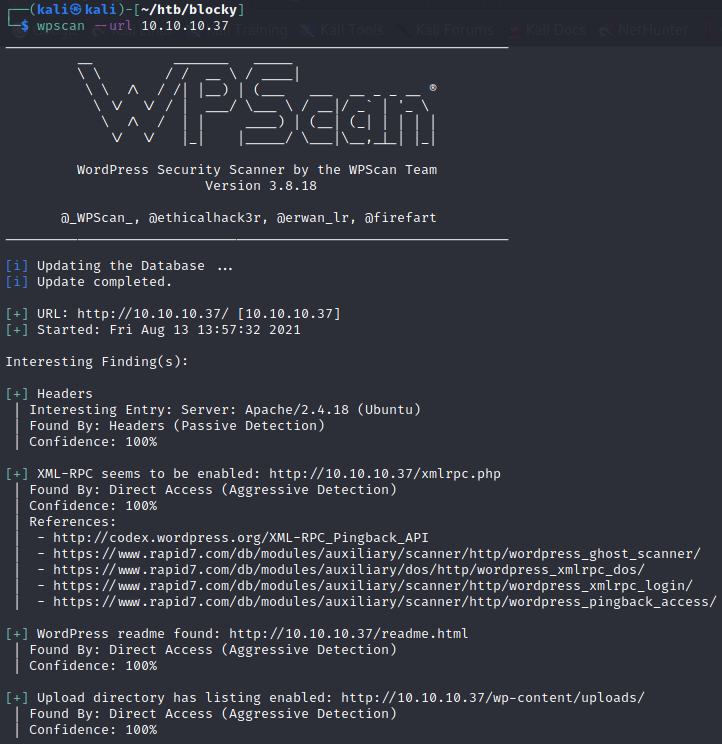 (kali㉿kali)-[~/htb/blocky]
$ wpscan --url 10.10.10.37
WPScan ®
WordPress Security Scanner by the WPScan Team
Version 3.8.18
@_WPScan_, @ethicalhack3r, @erwan_lr, @firefart
[i] Updating the Database ...
[i] Update completed.
[+] URL: http://10.10.10.37/ [10.10.10.37]
[+] Started: Fri Aug 13 13:57:32 2021
Interesting Finding(s):
[+] Headers
| Interesting Entry: Server: Apache/2.4.18 (Ubuntu)
| Found By: Headers (Passive Detection)
| Confidence: 100%
[+] XML-RPC seems to be enabled: http://10.10.10.37/xmlrpc.php
| Found By: Direct Access (Aggressive Detection)
| Confidence: 100%
| References:
|  - http://codex.wordpress.org/XML-RPC_Pingback_API
|  - https://www.rapid7.com/db/modules/auxiliary/scanner/http/wordpress_ghost_scanner/
|  - https://www.rapid7.com/db/modules/auxiliary/dos/http/wordpress_xmlrpc_dos/
|  - https://www.rapid7.com/db/modules/auxiliary/scanner/http/wordpress_xmlrpc_login/
|  - https://www.rapid7.com/db/modules/auxiliary/scanner/http/wordpress_pingback_access/
[+] WordPress readme found: http://10.10.10.37/readme.html
| Found By: Direct Access (Aggressive Detection)
| Confidence: 100%
[+] Upload directory has listing enabled: http://10.10.10.37/wp-content/uploads/
| Found By: Direct Access (Aggressive Detection)
| Confidence: 100%